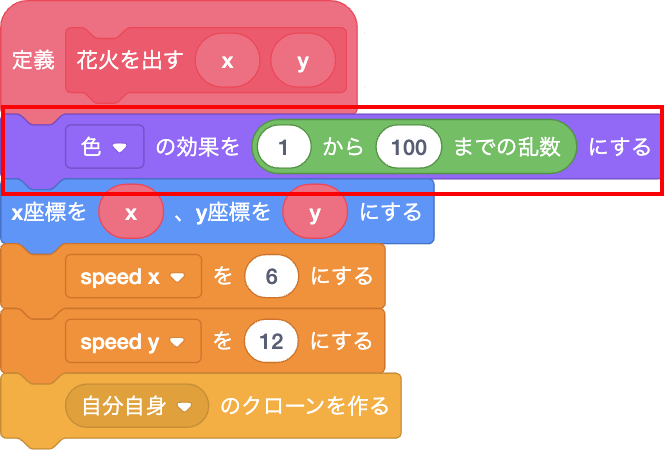 定義 花火を出す x y
色 の効果を 1 から 100 までの乱数 にする
x座標を x 、y座標を y にする
speed x を 6 にする
speed y を 12 にする
自分自身 のクローンを作る